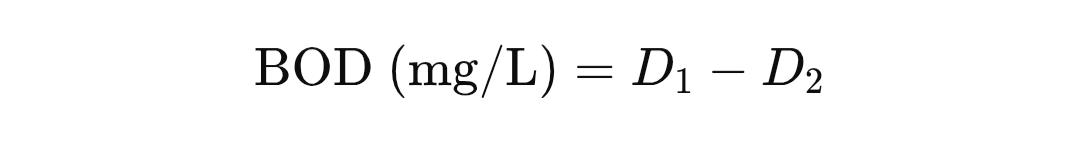 BOD (mg/L) = D₁ − D₂